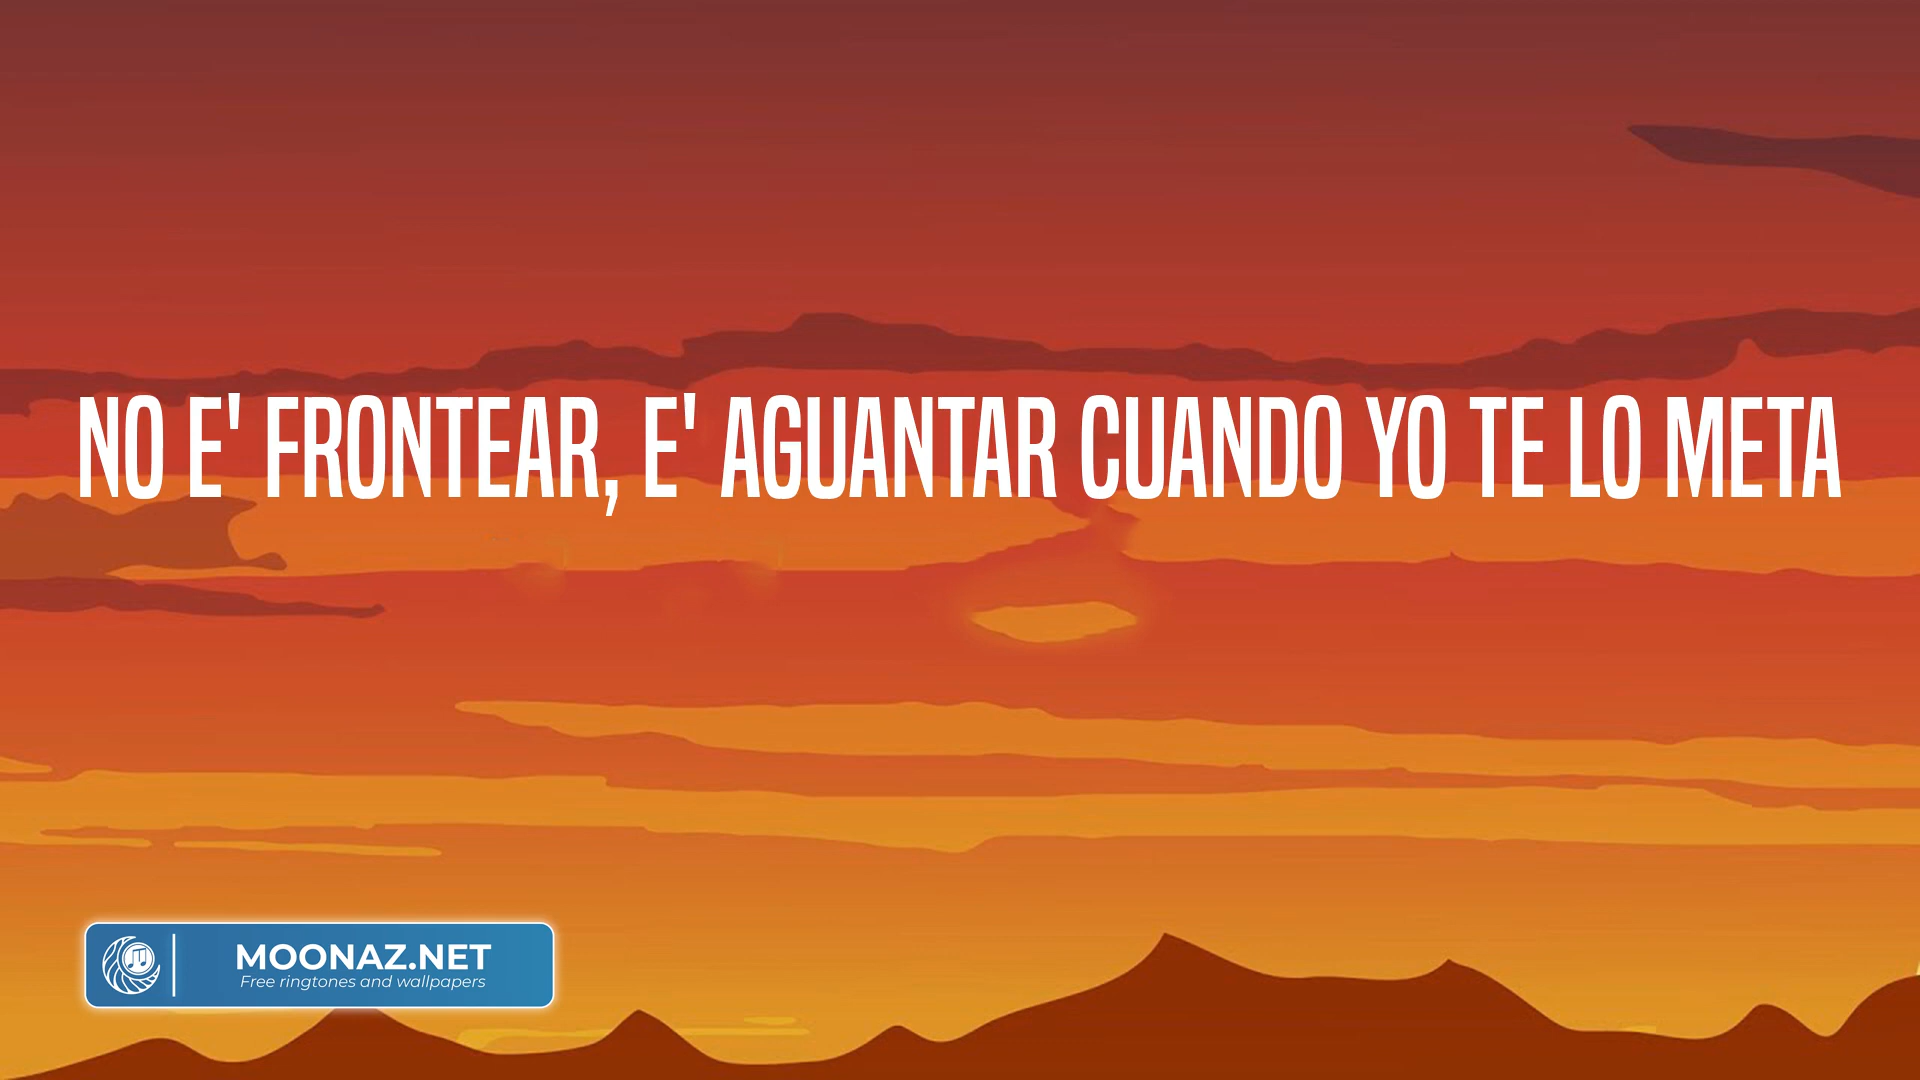 NO E' FRONTEAR, E' AGUANTAR CUANDO YO TE LO META
MOONAZ.NET
Free ringtones and wallpapers